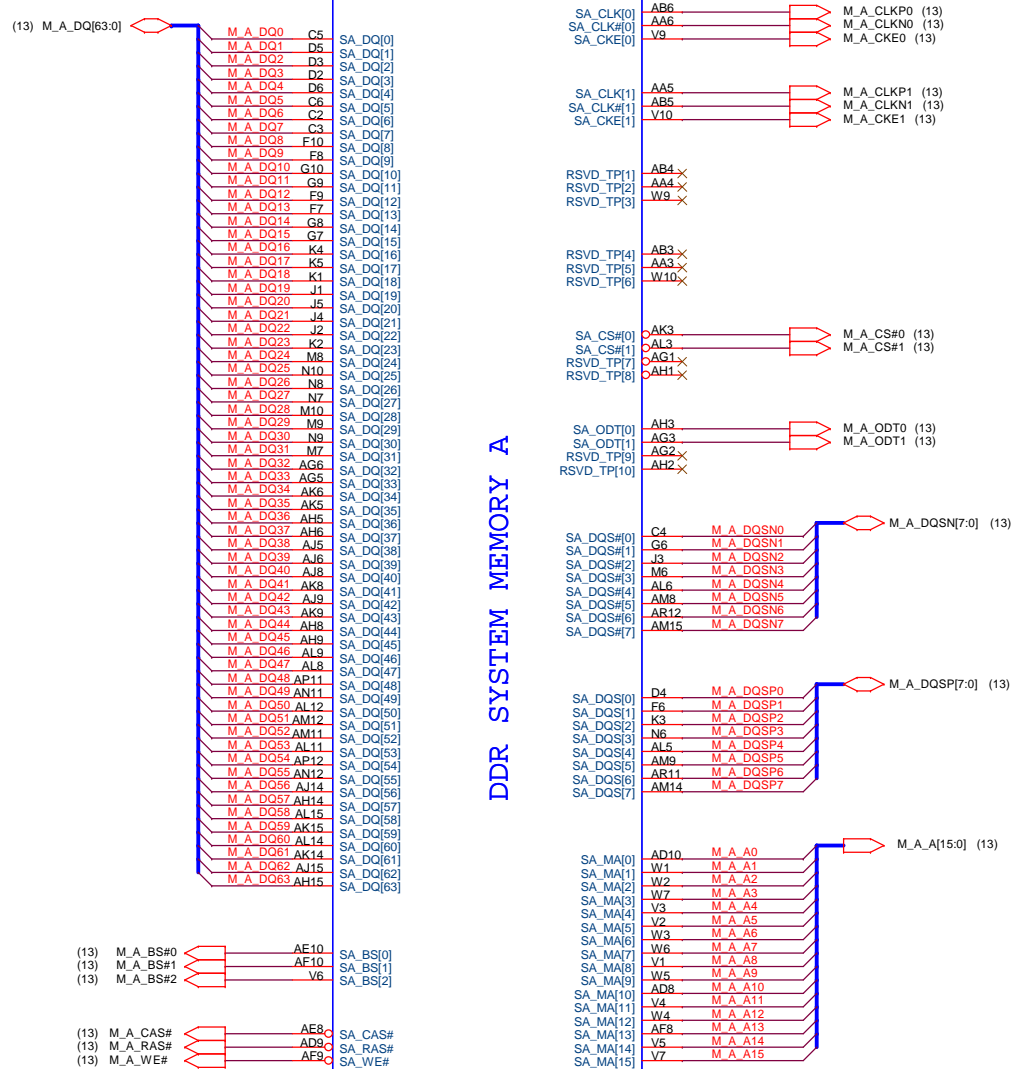 (13) M_A_DQ[63:0]
M_A_DQ0 C5 SA_DQ[0]
M_A_DQ1 D5 SA_DQ[1]
M_A_DQ2 D3 SA_DQ[2]
M_A_DQ3 D2 SA_DQ[3]
M_A_DQ4 D6 SA_DQ[4]
M_A_DQ5 C6 SA_DQ[5]
M_A_DQ6 C2 SA_DQ[6]
M_A_DQ7 C3 SA_DQ[7]
M_A_DQ8 F10 SA_DQ[8]
M_A_DQ9 F8 SA_DQ[9]
M_A_DQ10 G10 SA_DQ[10]
M_A_DQ11 G9 SA_DQ[11]
M_A_DQ12 F9 SA_DQ[12]
M_A_DQ13 F7 SA_DQ[13]
M_A_DQ14 G8 SA_DQ[14]
M_A_DQ15 G7 SA_DQ[15]
M_A_DQ16 K4 SA_DQ[16]
M_A_DQ17 K5 SA_DQ[17]
M_A_DQ18 K1 SA_DQ[18]
M_A_DQ19 J1 SA_DQ[19]
M_A_DQ20 J5 SA_DQ[20]
M_A_DQ21 J4 SA_DQ[21]
M_A_DQ22 J2 SA_DQ[22]
M_A_DQ23 K2 SA_DQ[23]
M_A_DQ24 M8 SA_DQ[24]
M_A_DQ25 N10 SA_DQ[25]
M_A_DQ26 N8 SA_DQ[26]
M_A_DQ27 N7 SA_DQ[27]
M_A_DQ28 M10 SA_DQ[28]
M_A_DQ29 M9 SA_DQ[29]
M_A_DQ30 N9 SA_DQ[30]
M_A_DQ31 M7 SA_DQ[31]
M_A_DQ32 AG6 SA_DQ[32]
M_A_DQ33 AG5 SA_DQ[33]
M_A_DQ34 AK6 SA_DQ[34]
M_A_DQ35 AK5 SA_DQ[35]
M_A_DQ36 AH5 SA_DQ[36]
M_A_DQ37 AH6 SA_DQ[37]
M_A_DQ38 AJ5 SA_DQ[38]
M_A_DQ39 AJ6 SA_DQ[39]
M_A_DQ40 AJ8 SA_DQ[40]
M_A_DQ41 AK8 SA_DQ[41]
M_A_DQ42 AJ9 SA_DQ[42]
M_A_DQ43 AK9 SA_DQ[43]
M_A_DQ44 AH8 SA_DQ[44]
M_A_DQ45 AH9 SA_DQ[45]
M_A_DQ46 AL9 SA_DQ[46]
M_A_DQ47 AL8 SA_DQ[47]
M_A_DQ48 AP11 SA_DQ[48]
M_A_DQ49 AN11 SA_DQ[49]
M_A_DQ50 AL12 SA_DQ[50]
M_A_DQ51 AM12 SA_DQ[51]
M_A_DQ52 AM11 SA_DQ[52]
M_A_DQ53 AL11 SA_DQ[53]
M_A_DQ54 AP12 SA_DQ[54]
M_A_DQ55 AN12 SA_DQ[55]
M_A_DQ56 AJ14 SA_DQ[56]
M_A_DQ57 AH14 SA_DQ[57]
M_A_DQ58 AL15 SA_DQ[58]
M_A_DQ59 AK15 SA_DQ[59]
M_A_DQ60 AL14 SA_DQ[60]
M_A_DQ61 AK14 SA_DQ[61]
M_A_DQ62 AJ15 SA_DQ[62]
M_A_DQ63 AH15 SA_DQ[63]
(13) M_A_BS#0 AE10 SA_BS[0]
(13) M_A_BS#1 AF10 SA_BS[1]
(13) M_A_BS#2 V6 SA_BS[2]
(13) M_A_CAS# AE8 SA_CAS#
(13) M_A_RAS# AD9 SA_RAS#
(13) M_A_WE# AF9 SA_WE#
DDR SYSTEM MEMORY A
SA_CLK[0] AB6 M_A_CLKP0 (13)
SA_CLK#[0] AA6 M_A_CLKN0 (13)
SA_CKE[0] V9 M_A_CKE0 (13)
SA_CLK[1] AA5 M_A_CLKP1 (13)
SA_CLK#[1] AB5 M_A_CLKN1 (13)
SA_CKE[1] V10 M_A_CKE1 (13)
RSVD_TP[1] AB4
RSVD_TP[2] AA4
RSVD_TP[3] W9
RSVD_TP[4] AB3
RSVD_TP[5] AA3
RSVD_TP[6] W10
SA_CS#[0] AK3 M_A_CS#0 (13)
SA_CS#[1] AL3 M_A_CS#1 (13)
RSVD_TP[7] AG1
RSVD_TP[8] AH1
SA_ODT[0] AH3 M_A_ODT0 (13)
SA_ODT[1] AG3 M_A_ODT1 (13)
RSVD_TP[9] AG2
RSVD_TP[10] AH2
M_A_DQSN[7:0] (13)
SA_DQS#[0] C4 M_A_DQSN0
SA_DQS#[1] G6 M_A_DQSN1
SA_DQS#[2] J3 M_A_DQSN2
SA_DQS#[3] M6 M_A_DQSN3
SA_DQS#[4] AL6 M_A_DQSN4
SA_DQS#[5] AM8 M_A_DQSN5
SA_DQS#[6] AR12 M_A_DQSN6
SA_DQS#[7] AM15 M_A_DQSN7
M_A_DQSP[7:0] (13)
SA_DQS[0] D4 M_A_DQSP0
SA_DQS[1] F6 M_A_DQSP1
SA_DQS[2] K3 M_A_DQSP2
SA_DQS[3] N6 M_A_DQSP3
SA_DQS[4] AL5 M_A_DQSP4
SA_DQS[5] AM9 M_A_DQSP5
SA_DQS[6] AR11 M_A_DQSP6
SA_DQS[7] AM14 M_A_DQSP7
M_A_A[15:0] (13)
SA_MA[0] AD10 M_A_A0
SA_MA[1] W1 M_A_A1
SA_MA[2] W2 M_A_A2
SA_MA[3] W7 M_A_A3
SA_MA[4] V3 M_A_A4
SA_MA[5] V2 M_A_A5
SA_MA[6] W3 M_A_A6
SA_MA[7] W6 M_A_A7
SA_MA[8] V1 M_A_A8
SA_MA[9] W5 M_A_A9
SA_MA[10] AD8 M_A_A10
SA_MA[11] V4 M_A_A11
SA_MA[12] W4 M_A_A12
SA_MA[13] AF8 M_A_A13
SA_MA[14] V5 M_A_A14
SA_MA[15] V7 M_A_A15